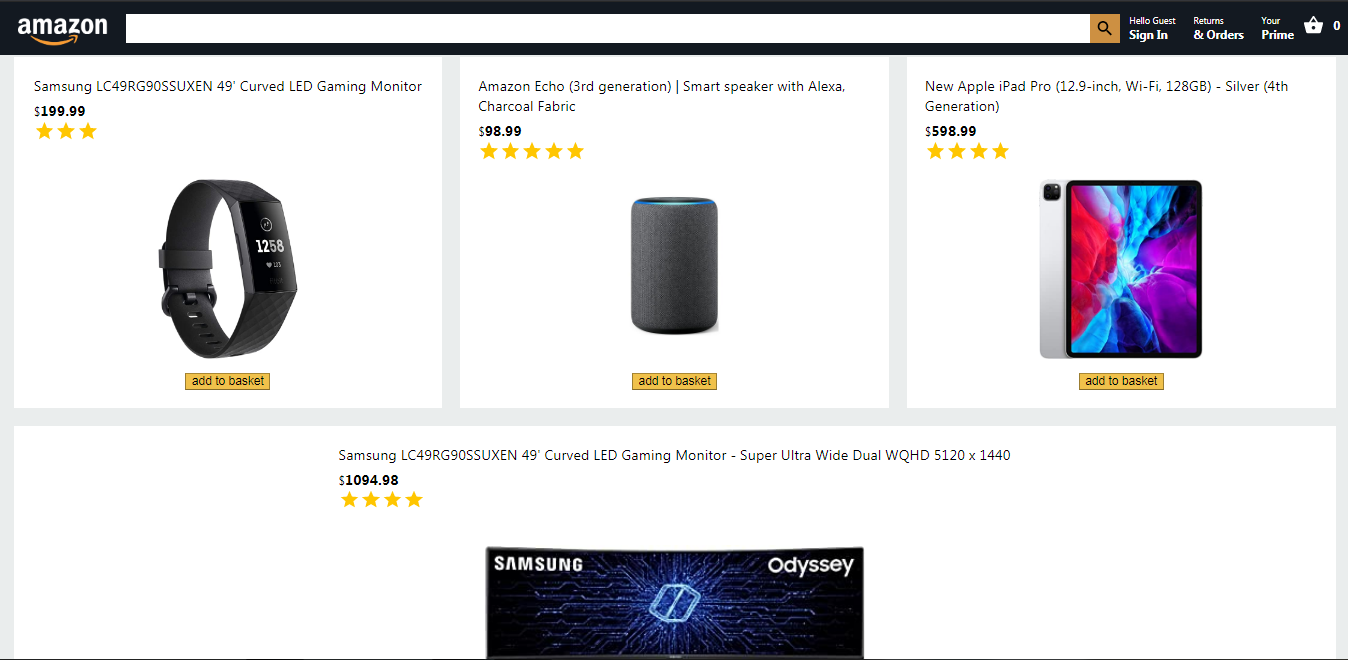 amazon
Hello Guest
Sign In
Returns
& Orders
Your
Prime
0
Samsung LC49RG90SSUXEN 49' Curved LED Gaming Monitor
$199.99
1258
add to basket
Amazon Echo (3rd generation) | Smart speaker with Alexa,
Charcoal Fabric
$98.99
add to basket
New Apple iPad Pro (12.9-inch, Wi-Fi, 128GB) - Silver (4th
Generation)
$598.99
add to basket
Samsung LC49RG90SSUXEN 49' Curved LED Gaming Monitor - Super Ultra Wide Dual WQHD 5120 x 1440
$1094.98
SAMSUNG
Odyssey